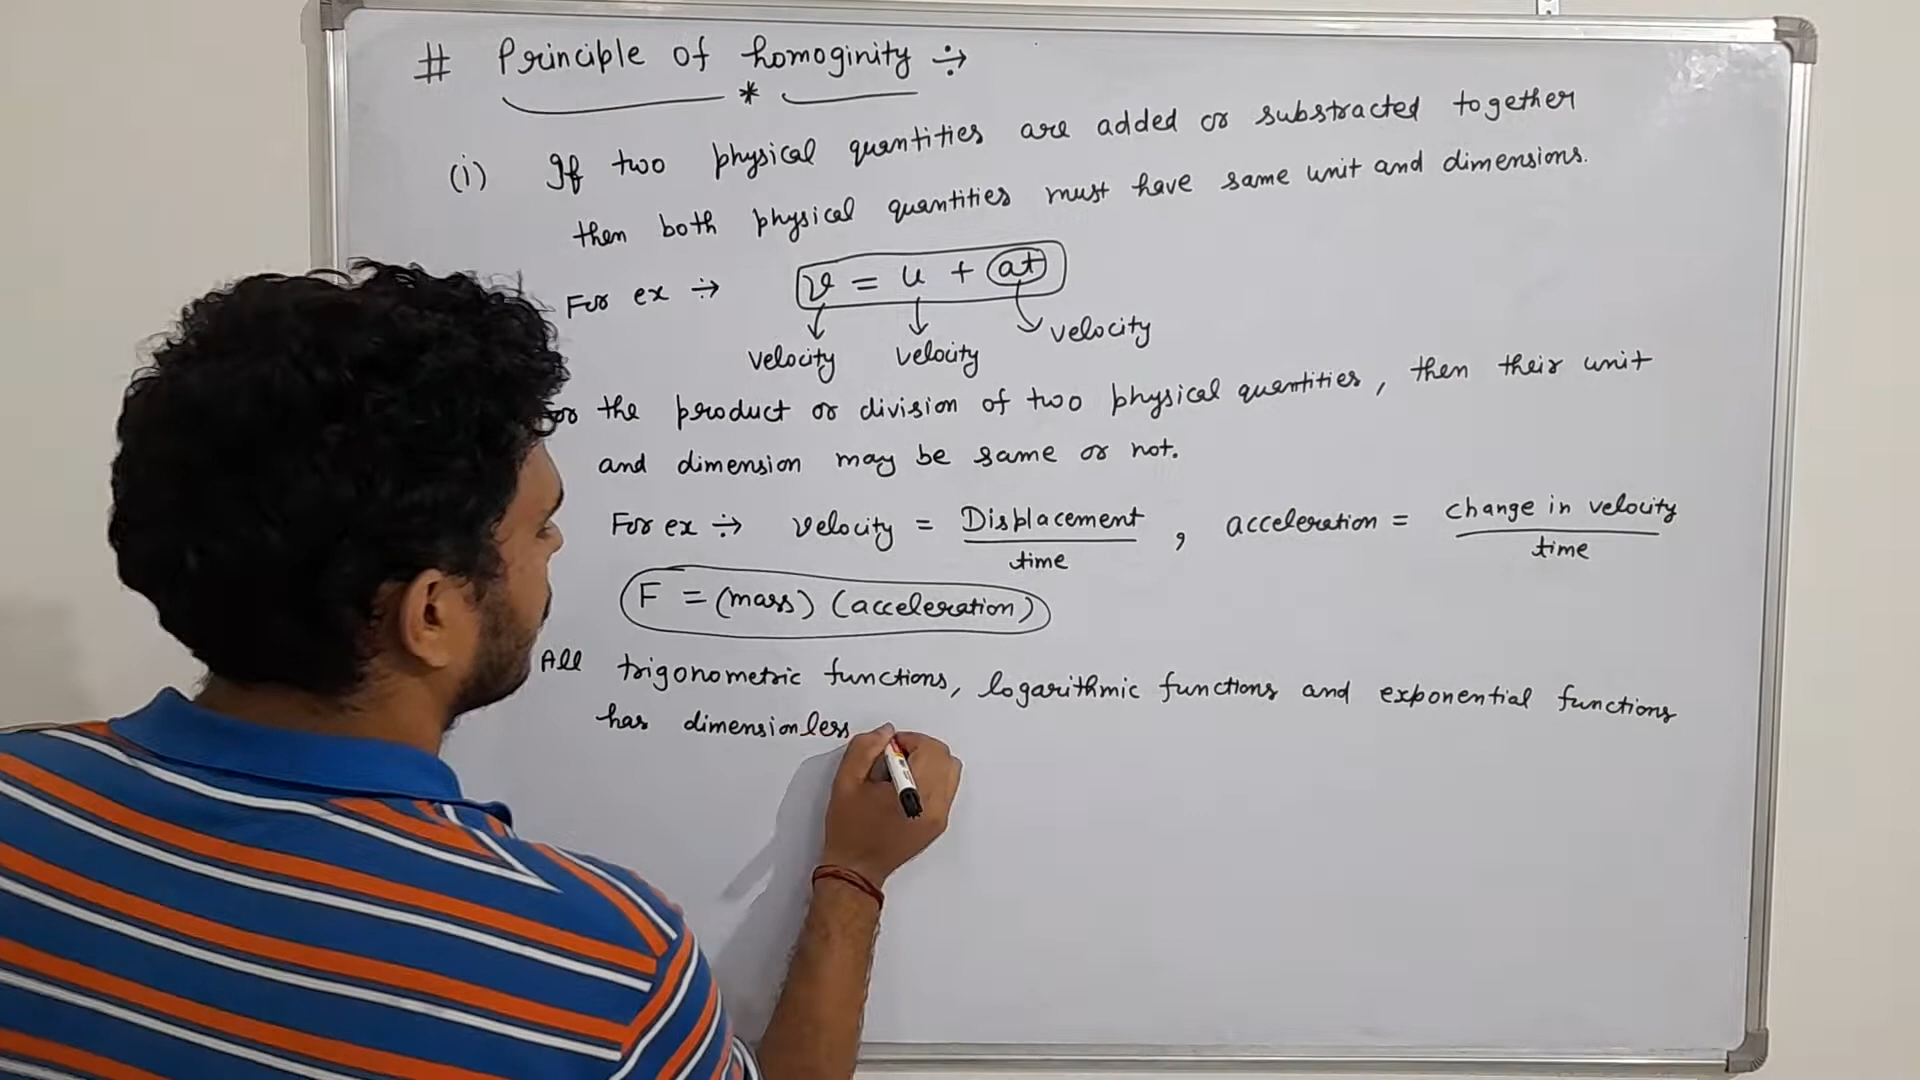 # Principle of homoginity ÷
*
(i) If two physical quantities are added or substracted together
then both physical quantities must have same unit and dimensions.
For ex ÷ v = u + at
velocity velocity velocity
the product or division of two physical quantities, then their unit
and dimension may be same or not.
For ex ÷ velocity = Displacement / time , acceleration = change in velocity / time
F = (mass) (acceleration)
All trigonometric functions, logarithmic functions and exponential functions
has dimensionless